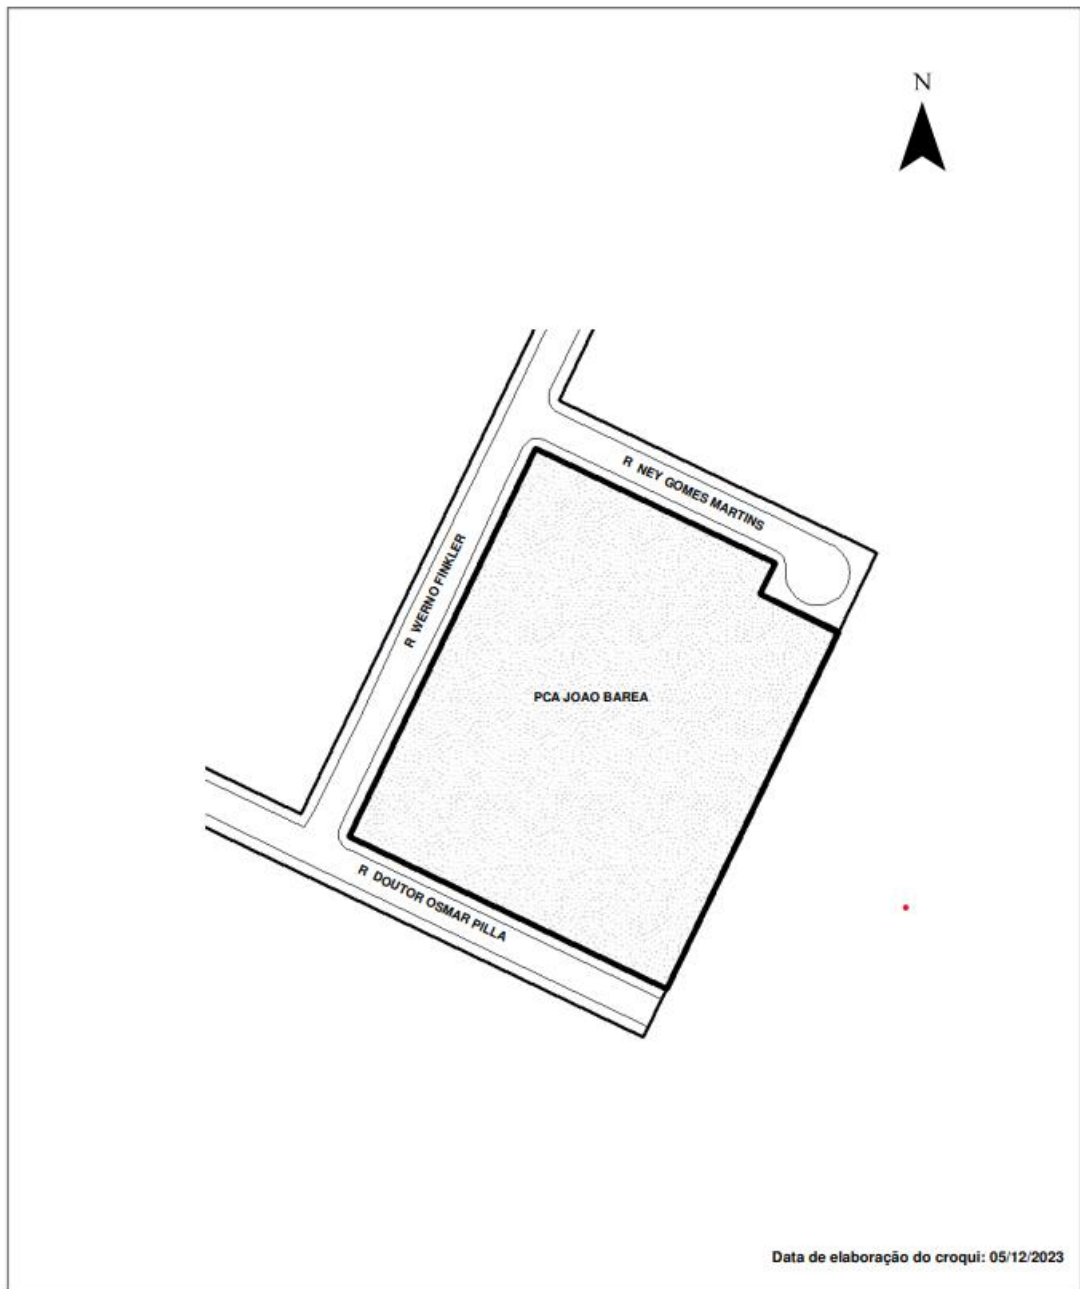 N
R NEY GOMES MARTINS
R WERNO FINKLER
PCA JOAO BAREA
R DOUTOR OSMAR PILLA
Data de elaboração do croqui: 05/12/2023